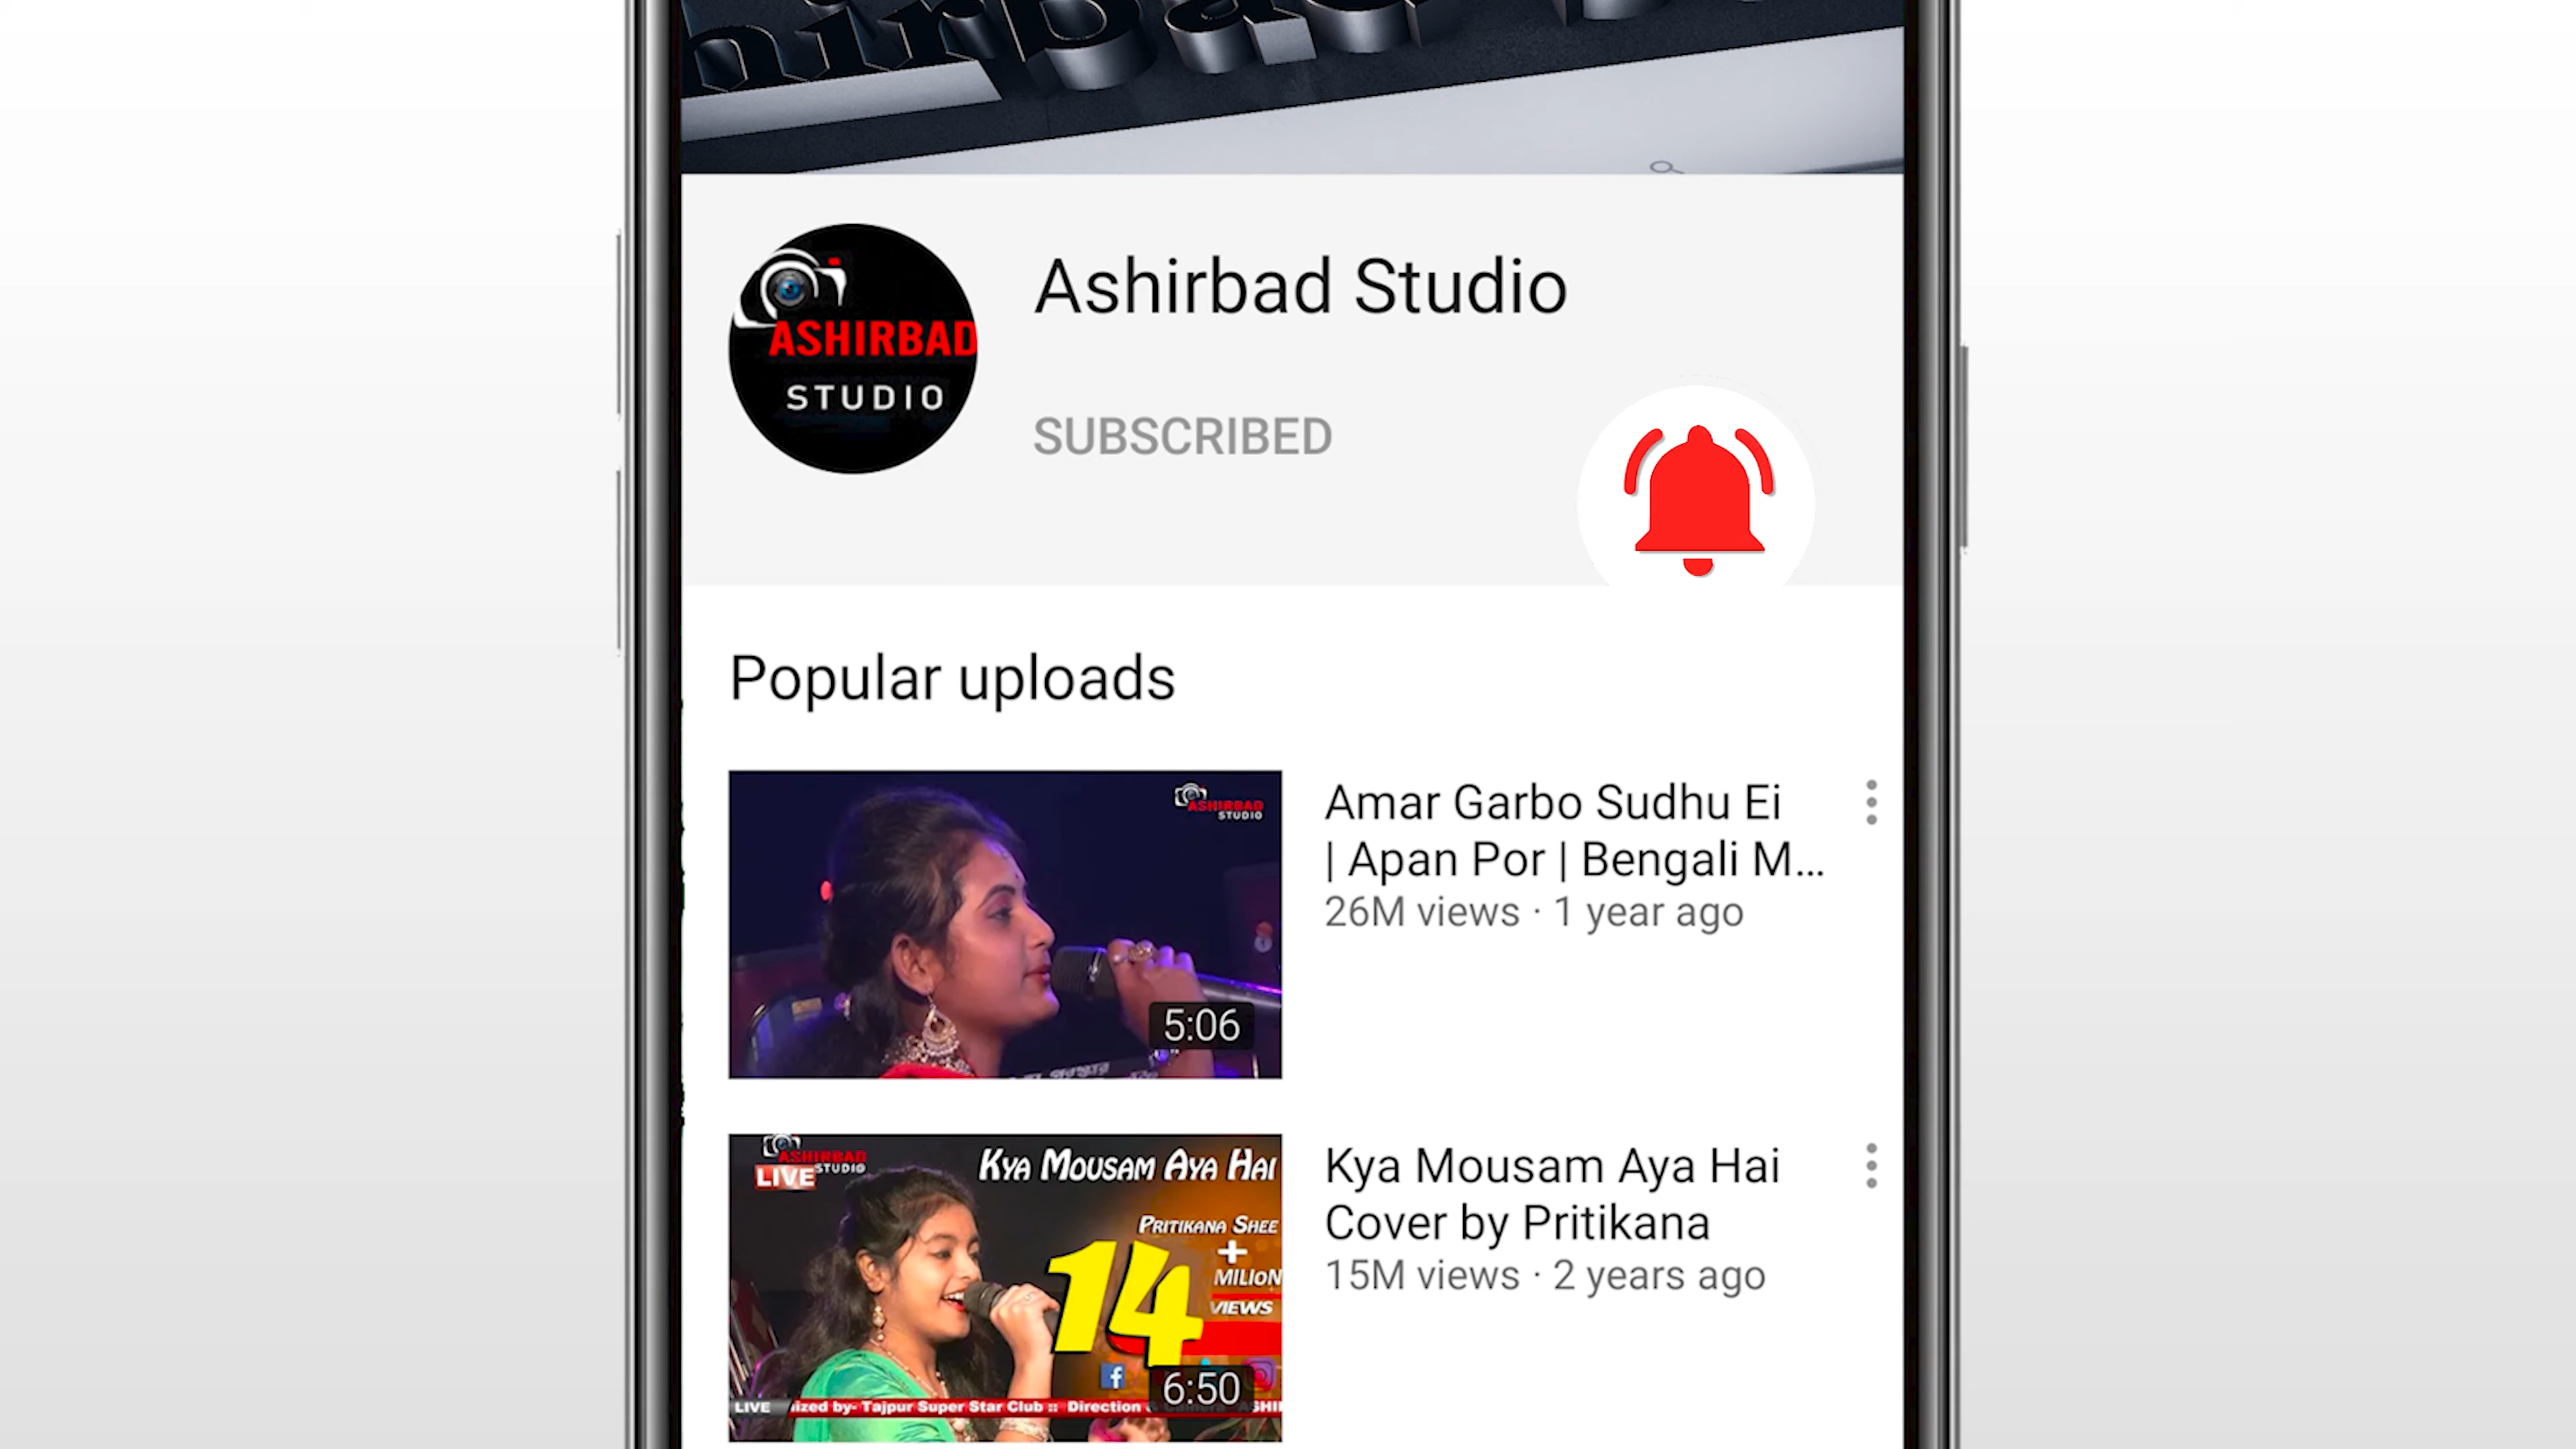 ASHIRBAD
STUDIO
Ashirbad Studio
SUBSCRIBED
Popular uploads
ASHIRBAD
STUDIO
5:06
Amar Garbo Sudhu Ei
| Apan Por | Bengali M...
26M views · 1 year ago
ASHIRBAD
STUDIO
LIVE
KYA MOUSAM AYA HAI
PRITIKANA SHEE
14
+
MILION
VIEWS
6:50
LIVE ized by- Tajpur Super Star Club :: Direction
Kya Mousam Aya Hai
Cover by Pritikana
15M views · 2 years ago